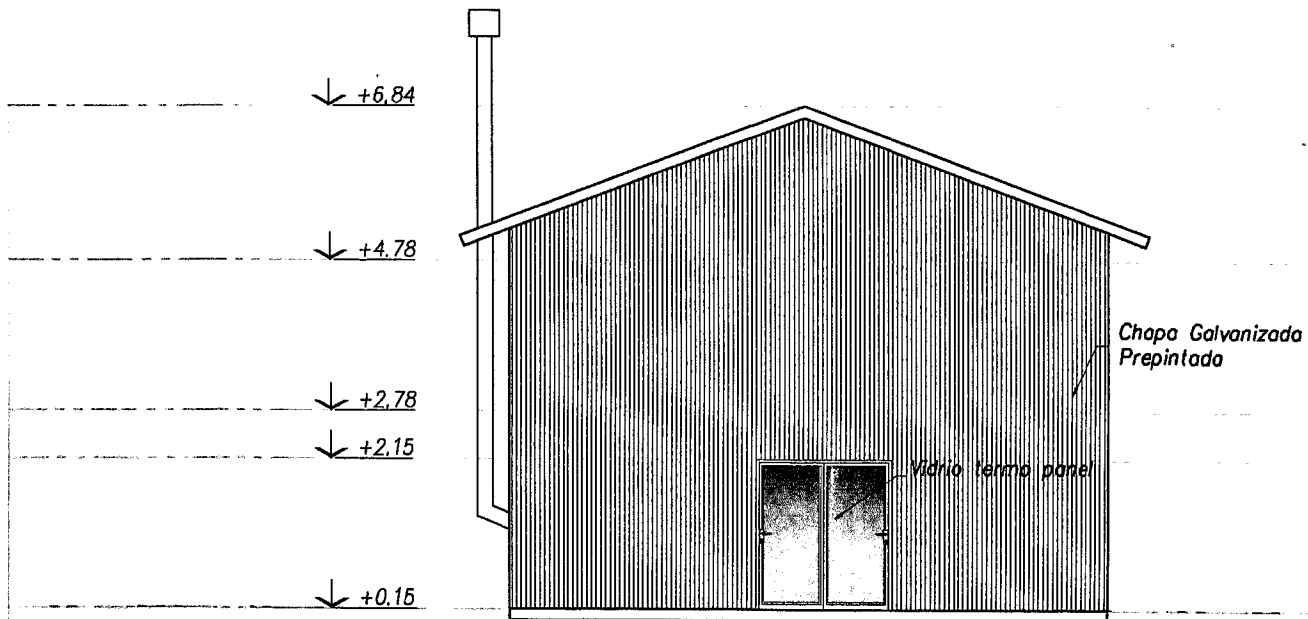 +6,84
+4.78
Chapa Galvanizada
Prepintada
+2,78
+2,15
Vidrio termo panel
+0.15